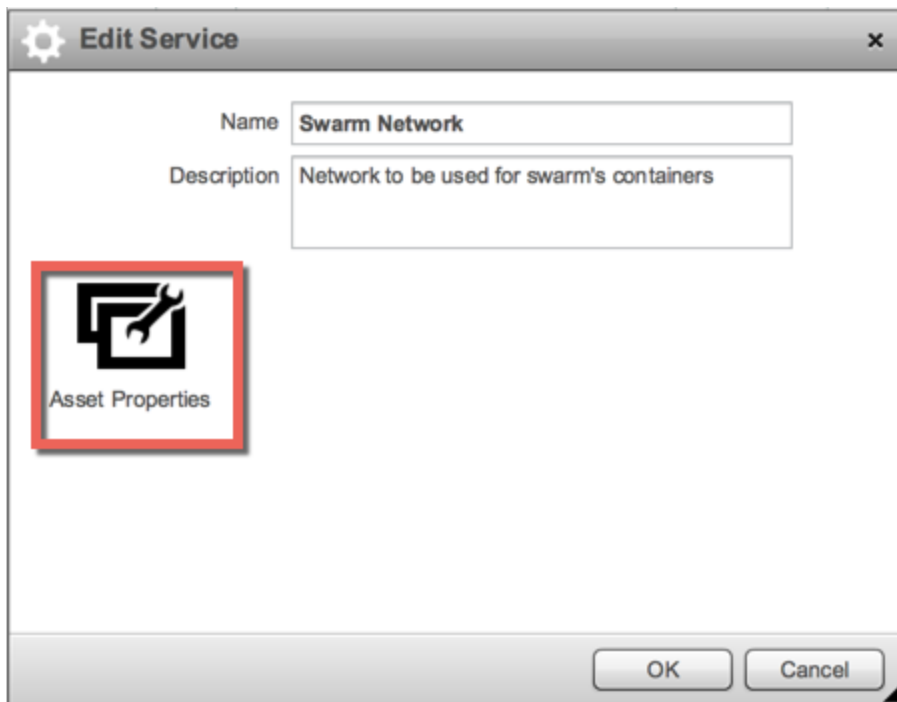 Edit Service
Name Swarm Network
Description Network to be used for swarm's containers
Asset Properties
OK Cancel